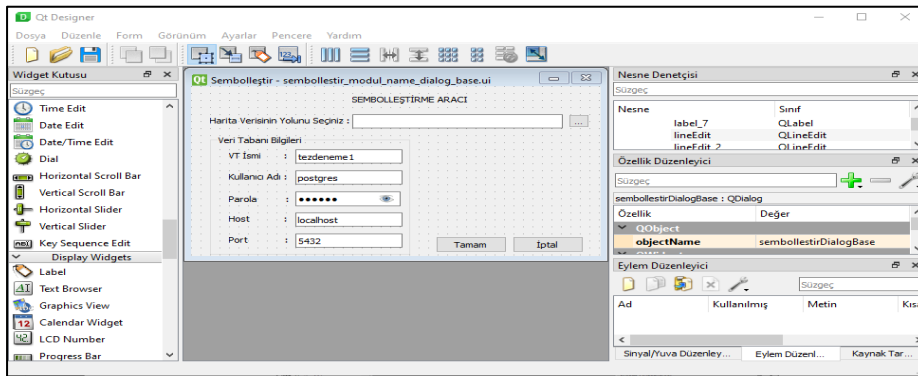 Qt Designer
Dosya Düzenle Form Görünüm Ayarlar Pencere Yardım
Widget Kutusu
Süzgeç
Time Edit
Date Edit
Date/Time Edit
Dial
Horizontal Scroll Bar
Vertical Scroll Bar
Horizontal Slider
Vertical Slider
Key Sequence Edit
Display Widgets
Label
Text Browser
Graphics View
Calendar Widget
LCD Number
Progress Bar
Sembolleştir - sembollestir_modul_name_dialog_base.ui
SEMBOLLEŞTİRME ARACI
Harita Verisinin Yolunu Seçiniz : ...
Veri Tabanı Bilgileri
VT İsmi : tezdeneme1
Kullanıcı Adı : postgres
Parola : ●●●●●●
Host : localhost
Port : 5432
Tamam İptal
Nesne Denetçisi
Süzgeç
Nesne Sınıf
label_7 QLabel
lineEdit QLineEdit
lineEdit_2 QLineEdit
Özellik Düzenleyici
Süzgeç
sembollestirDialogBase : QDialog
Özellik Değer
QObject
objectName sembollestirDialogBase
Eylem Düzenleyici
Süzgeç
Ad Kullanılmış Metin Kıs
Sinyal/Yuva Düzenley... Eylem Düzenl... Kaynak Tar...